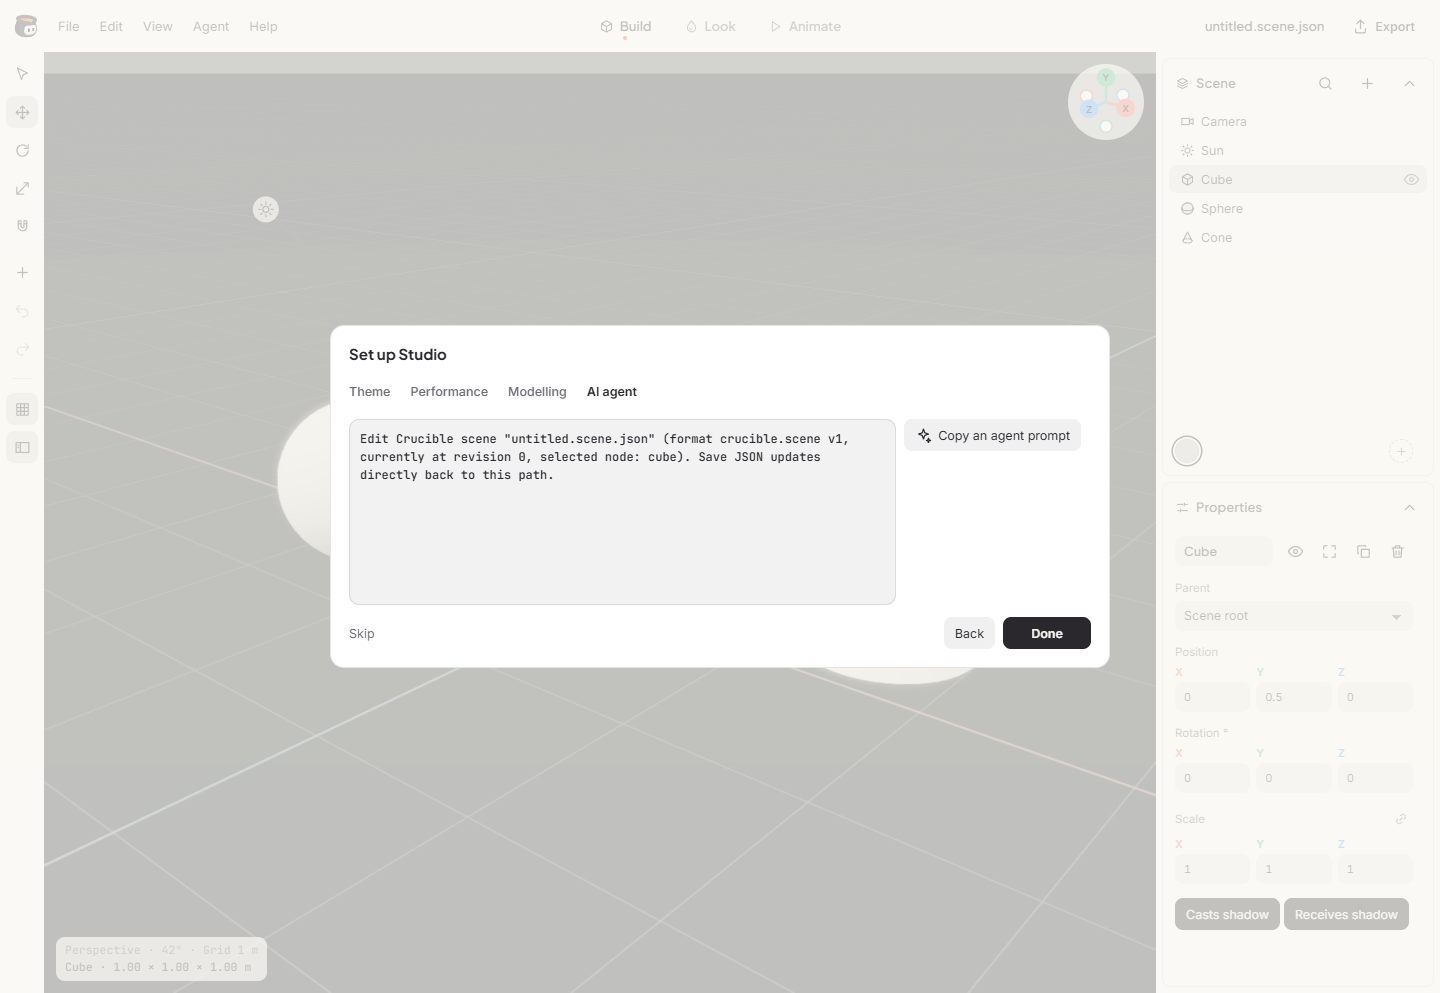 File Edit View Agent Help
Build Look Animate
untitled.scene.json Export
Y
Z X
Scene
Camera
Sun
Cube
Sphere
Cone
Set up Studio
Theme Performance Modelling AI agent
Edit Crucible scene "untitled.scene.json" (format crucible.scene v1,
currently at revision 0, selected node: cube). Save JSON updates
directly back to this path.
Copy an agent prompt
Skip Back Done
Properties
Cube
Parent
Scene root
Position
X Y Z
0 0.5 0
Rotation °
X Y Z
0 0 0
Scale
X Y Z
1 1 1
Casts shadow Receives shadow
Perspective · 42° · Grid 1 m
Cube · 1.00 × 1.00 × 1.00 m